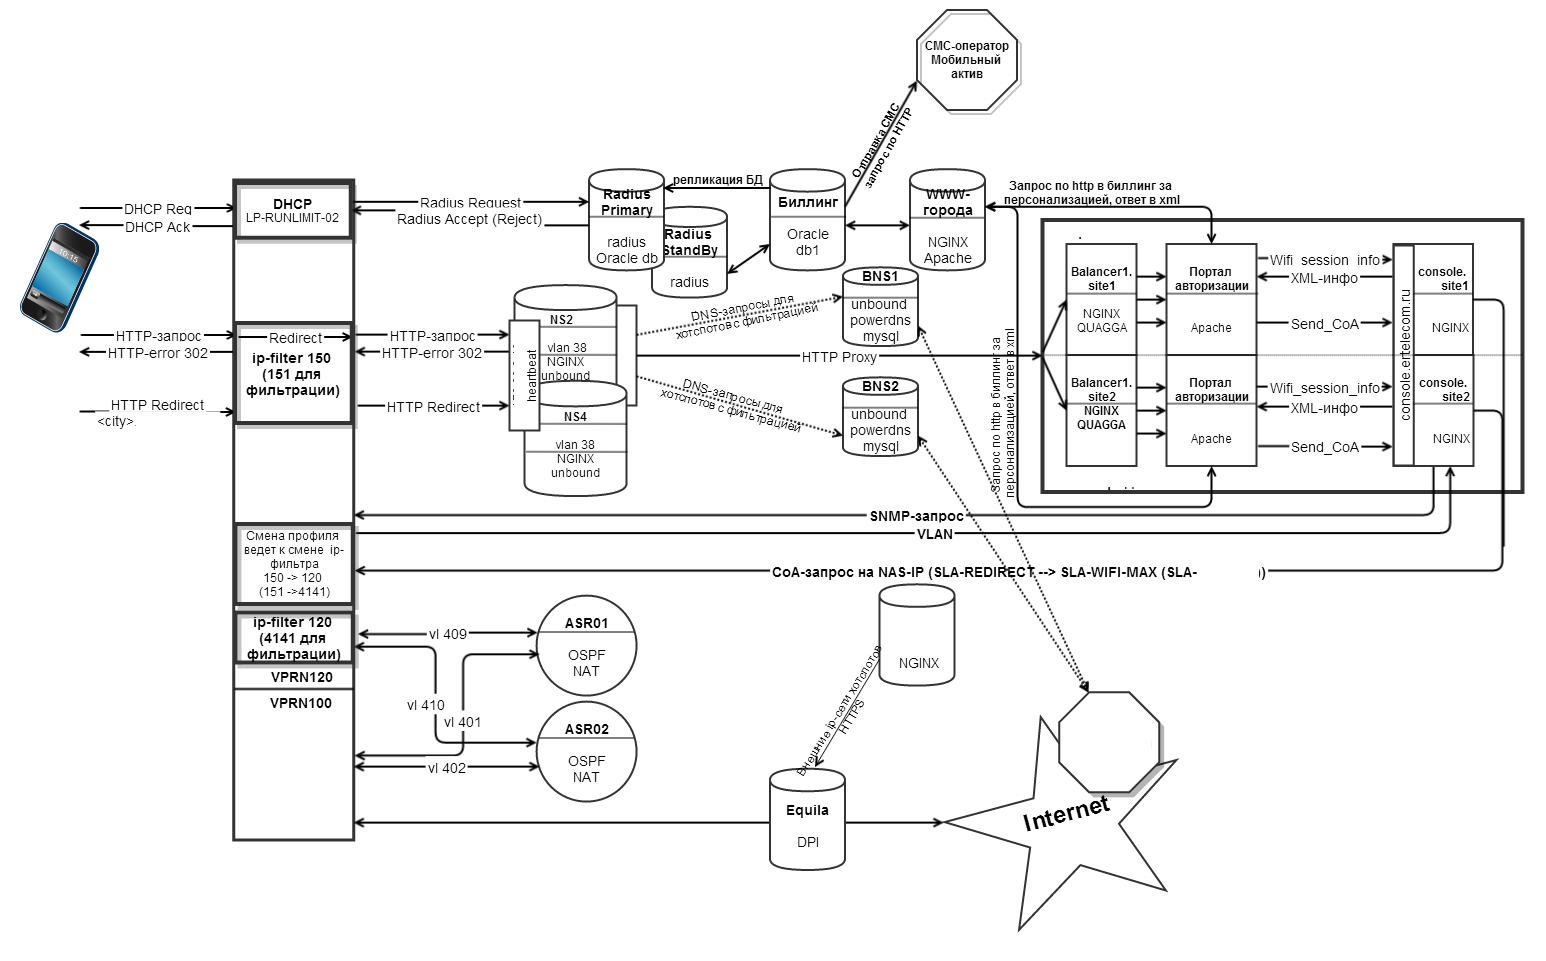 СМС-оператор
Мобильный
актив
Отправка СМС
запрос по HTTP
10:15
DHCP Req
DHCP Ack
DHCP
LP-RUNLIMIT-02
Radius Request
Radius Accept (Reject)
Radius
Primary
radius
Oracle db
Radius
StandBy
radius
репликация БД
Биллинг
Oracle
db1
WWW-
города
NGINX
Apache
Запрос по http в биллинг за
персонализацией, ответ в xml
HTTP-запрос
HTTP-error 302
HTTP Redirect
<city>.
Redirect
ip-filter 150
(151 для
фильтрации)
HTTP-запрос
HTTP-error 302
HTTP Redirect
heartbeat
NS2
vlan 38
NGINX
unbound
NS4
vlan 38
NGINX
unbound
DNS-запросы для
хотспотов с фильтрацией
HTTP Proxy
DNS-запросы для
хотспотов с фильтрацией
BNS1
unbound
powerdns
mysql
BNS2
unbound
powerdns
mysql
Запрос по http в биллинг за
персонализацией, ответ в xml
Balancer1.
site1
NGINX
QUAGGA
Портал
авторизации
Apache
Wifi_session_info
XML-инфо
Send_CoA
console.ertelecom.ru
console.
site1
NGINX
Balancer1.
site2
NGINX
QUAGGA
Портал
авторизации
Apache
Wifi_session_info
XML-инфо
Send_CoA
console.
site2
NGINX
SNMP-запрос
VLAN
CoA-запрос на NAS-IP (SLA-REDIRECT --> SLA-WIFI-MAX (SLA-
)
Смена профиля
ведет к смене ip-
фильтра
150 -> 120
(151 ->4141)
ip-filter 120
(4141 для
фильтрации)
VPRN120
VPRN100
vl 409
vl 410
vl 401
vl 402
ASR01
OSPF
NAT
ASR02
OSPF
NAT
NGINX
Внешние ip-сети хотспотов
HTTPS
Equila
DPI
Internet